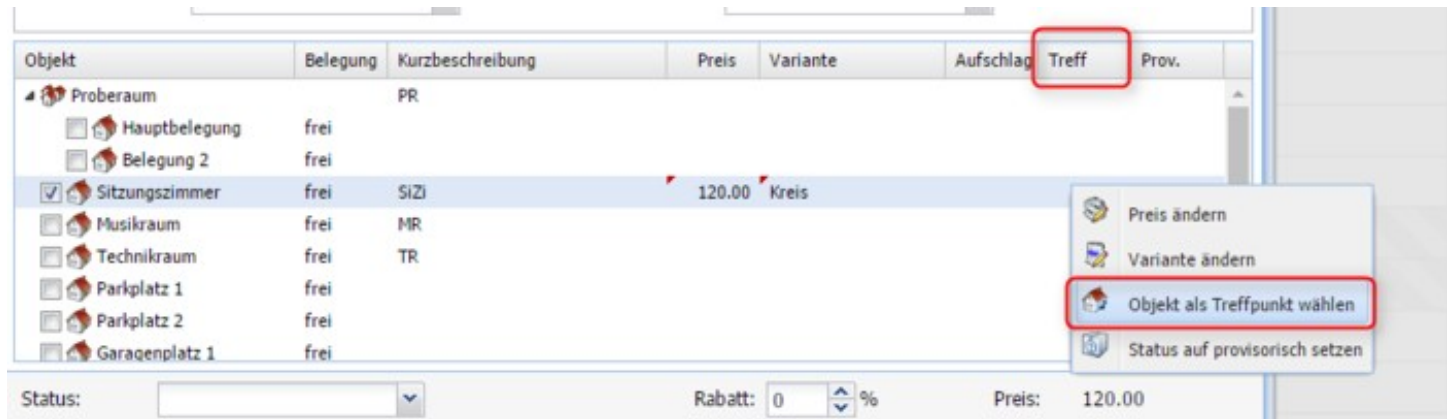 Objekt Belegung Kurzbeschreibung Preis Variante Aufschlag Treff Prov.
Proberaum PR
Hauptbelegung frei
Belegung 2 frei
Sitzungszimmer frei SiZi 120.00 Kreis
Musikraum frei MR
Preis ändern
Technikraum frei TR
Variante ändern
Parkplatz 1 frei
Objekt als Treffpunkt wählen
Parkplatz 2 frei
Garagenplatz 1 frei
Status auf provisorisch setzen
Status: Rabatt: 0 % Preis: 120.00